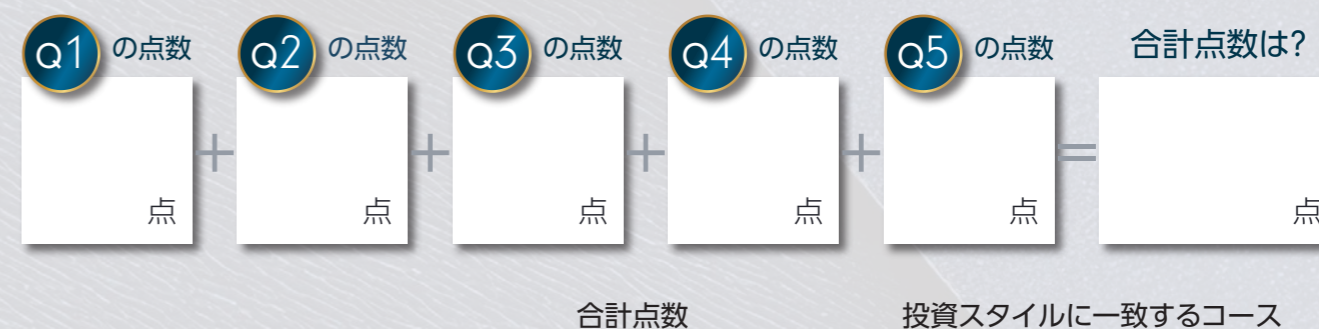 Q1 の点数 Q2 の点数 Q3 の点数 Q4 の点数 Q5 の点数 合計点数は?
点 + 点 + 点 + 点 + 点 = 点
合計点数 投資スタイルに一致するコース